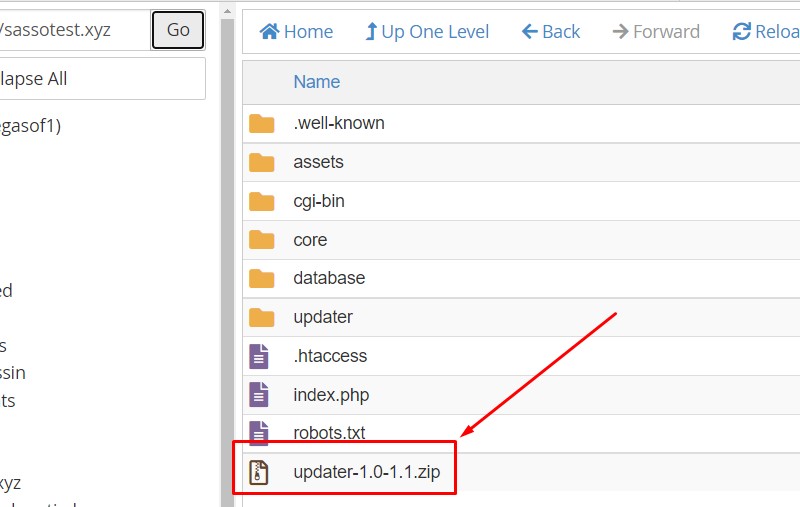 /sassotest.xyz
Go
lapse All
egasof1)
ed
s
ssin
ts
xyz
Home
Up One Level
Back
Forward
Reloa
Name
.well-known
assets
cgi-bin
core
database
updater
.htaccess
index.php
robots.txt
updater-1.0-1.1.zip